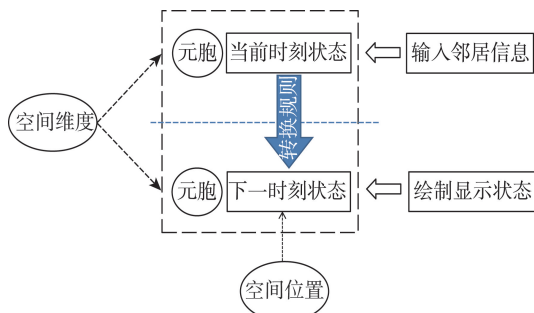 元胞
当前时刻状态
输入邻居信息
空间维度
转换规则
元胞
下一时刻状态
绘制显示状态
空间位置